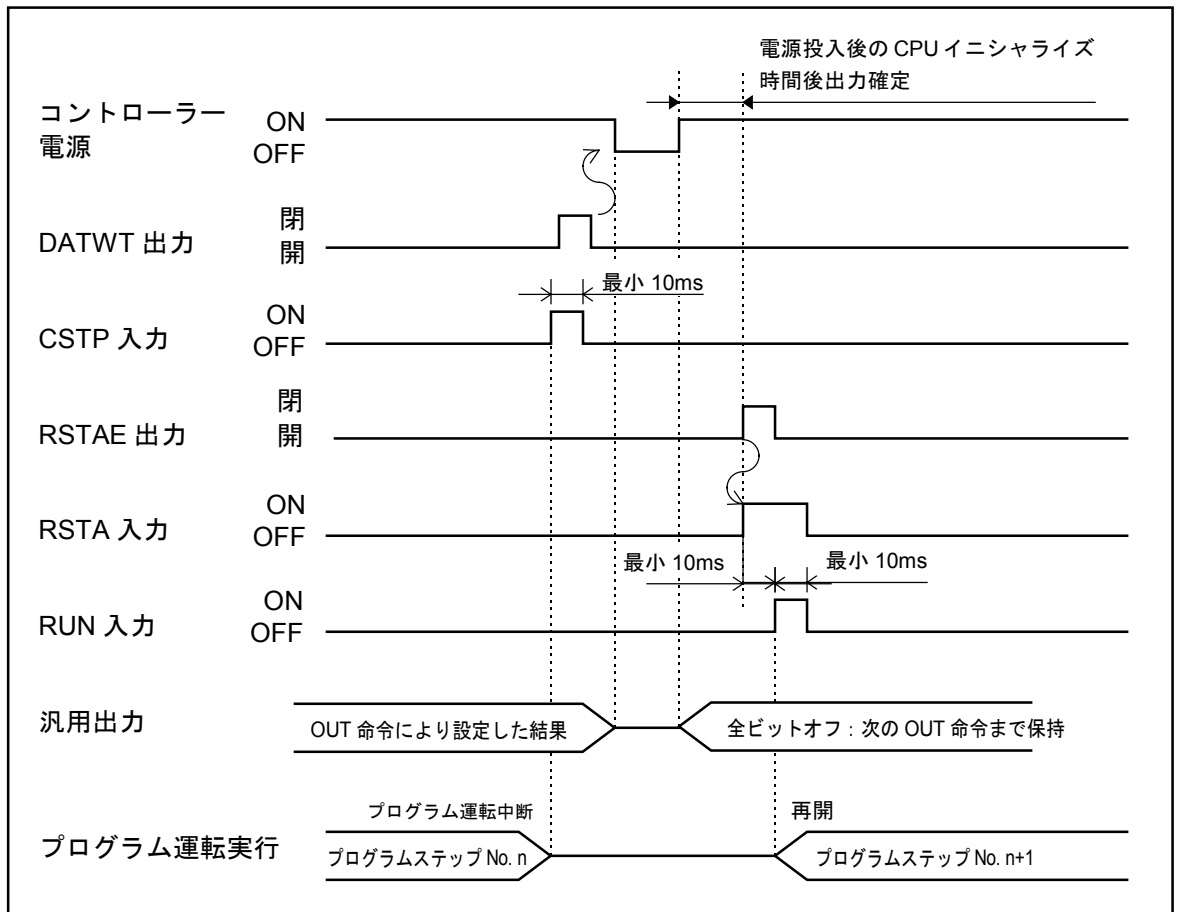 電源投入後の CPU イニシャライズ
時間後出力確定
コントローラー
電源
ON
OFF
DATWT 出力
閉
開
最小 10ms
CSTP 入力
ON
OFF
RSTAE 出力
閉
開
RSTA 入力
ON
OFF
最小 10ms
最小 10ms
RUN 入力
ON
OFF
汎用出力
OUT 命令により設定した結果
全ビットオフ：次の OUT 命令まで保持
プログラム運転中断
再開
プログラム運転実行
プログラムステップ No. n
プログラムステップ No. n+1